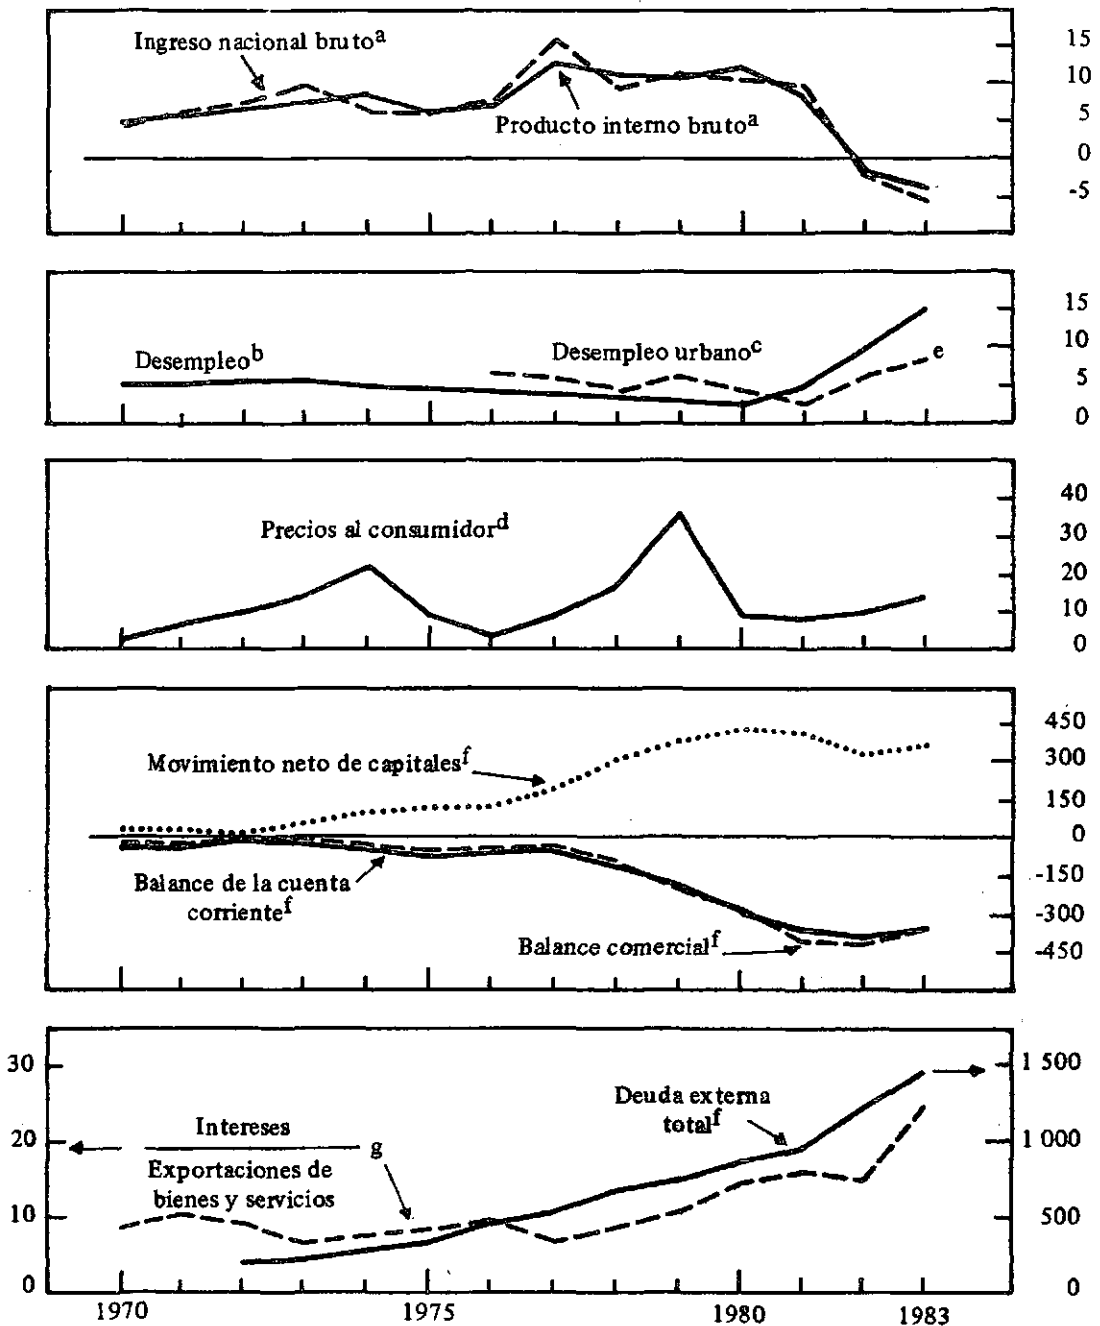 Ingreso nacional bruto^a
Producto interno bruto^a
15
10
5
0
-5
Desempleo^b
Desempleo urbano^c
e
15
10
5
0
Precios al consumidor^d
40
30
20
10
0
Movimiento neto de capitales^f
Balance de la cuenta
corriente^f
Balance comercial^f
450
300
150
0
-150
-300
-450
30
20
10
0
Intereses
Exportaciones de
bienes y servicios
g
Deuda externa
total^f
1 500
1 000
500
0
1970
1975
1980
1983